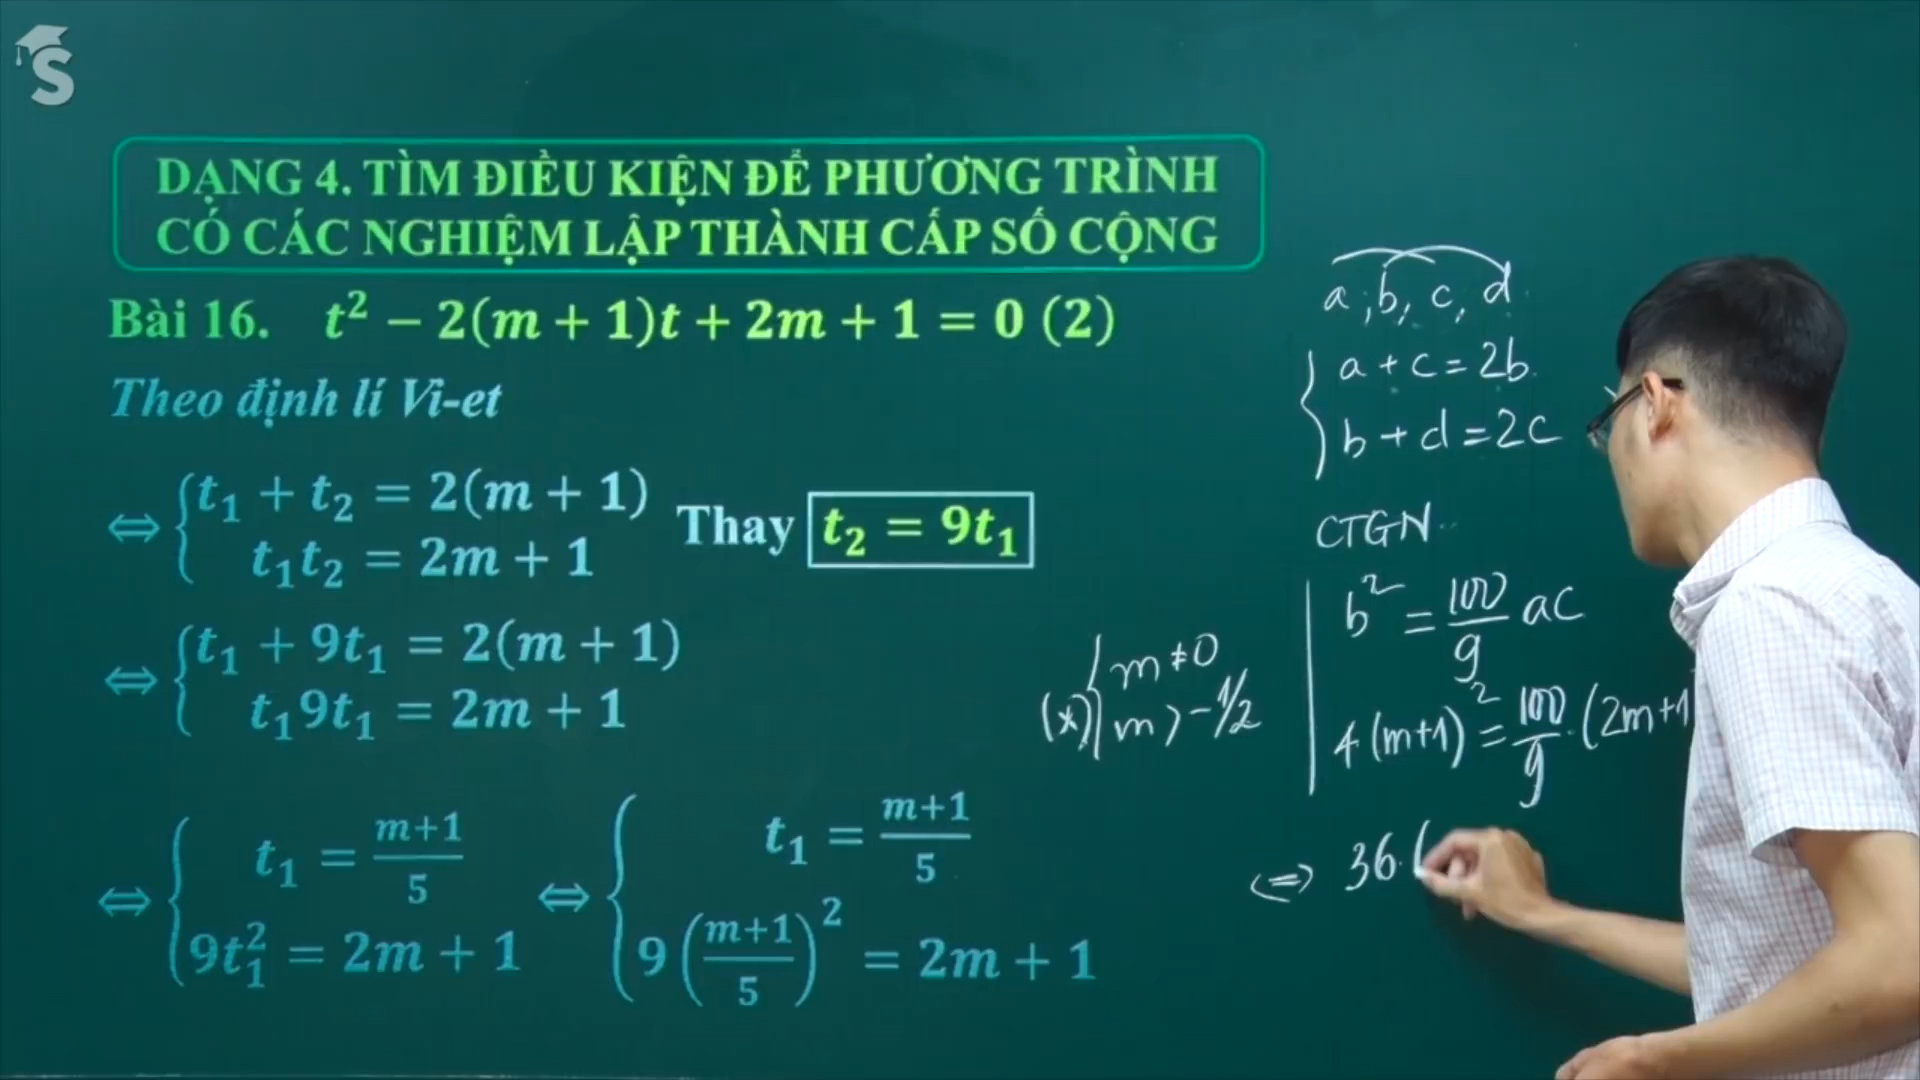 S
DẠNG 4. TÌM ĐIỀU KIỆN ĐỂ PHƯƠNG TRÌNH
CÓ CÁC NGHIỆM LẬP THÀNH CẤP SỐ CỘNG
Bài 16. t² − 2(m + 1)t + 2m + 1 = 0 (2)
Theo định lí Vi-et
⇔ { t₁ + t₂ = 2(m + 1)
t₁t₂ = 2m + 1
Thay t₂ = 9t₁
⇔ { t₁ + 9t₁ = 2(m + 1)
t₁9t₁ = 2m + 1
⇔ { t₁ = (m+1)/5
9t₁² = 2m + 1
⇔ { t₁ = (m+1)/5
9((m+1)/5)² = 2m + 1
(*) { m ≠ 0
m > -1/2
a, b, c, d
{ a + c = 2b
b + d = 2c
CTGN
b² = 100/9 ac
4.(m+1)² = 100/9 .(2m+1
⇔ 36.(